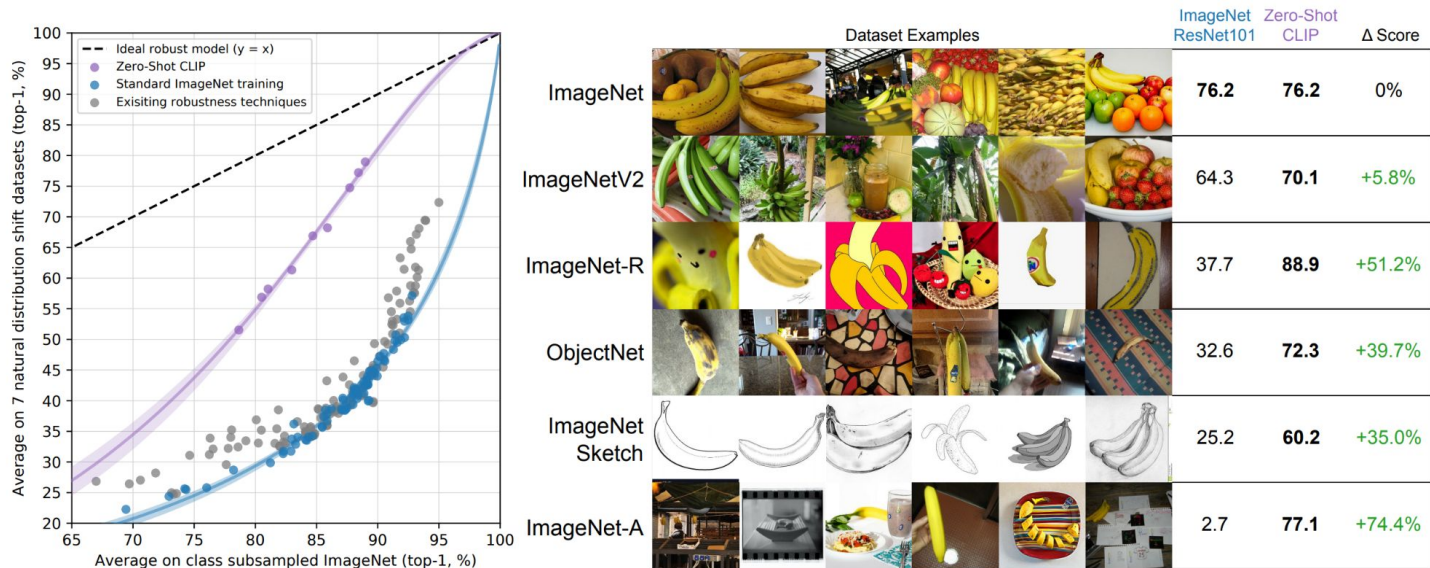 100
95
90
85
80
75
70
65
60
55
50
45
40
35
30
25
20
Average on 7 natural distribution shift datasets (top-1, %)
Ideal robust model (y = x)
Zero-Shot CLIP
Standard ImageNet training
Exisiting robustness techniques
65 70 75 80 85 90 95 100
Average on class subsampled ImageNet (top-1, %)
Dataset Examples
ImageNet
ResNet101
Zero-Shot
CLIP
Δ Score
ImageNet 76.2 76.2 0%
ImageNetV2 64.3 70.1 +5.8%
ImageNet-R 37.7 88.9 +51.2%
ObjectNet 32.6 72.3 +39.7%
ImageNet
Sketch 25.2 60.2 +35.0%
ImageNet-A 2.7 77.1 +74.4%